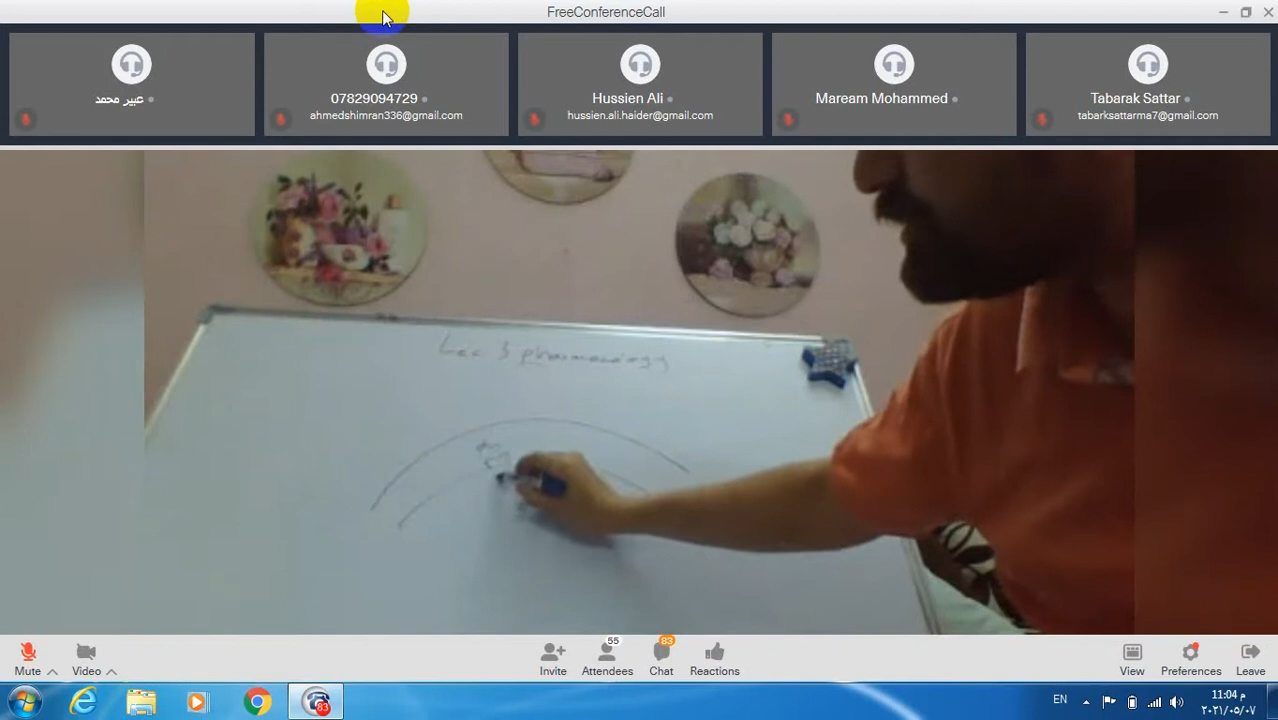 FreeConferenceCall
عبير محمد
07829094729
ahmedshimran336@gmail.com
Hussien Ali
hussien.ali.haider@gmail.com
Maream Mohammed
Tabarak Sattar
tabarksattarma7@gmail.com
Lec 3 pharmacology
Mute
Video
Invite
55
Attendees
83
Chat
Reactions
View
Preferences
Leave
83
EN
11:04 م
٢٠٢١/٠٥/٠٧